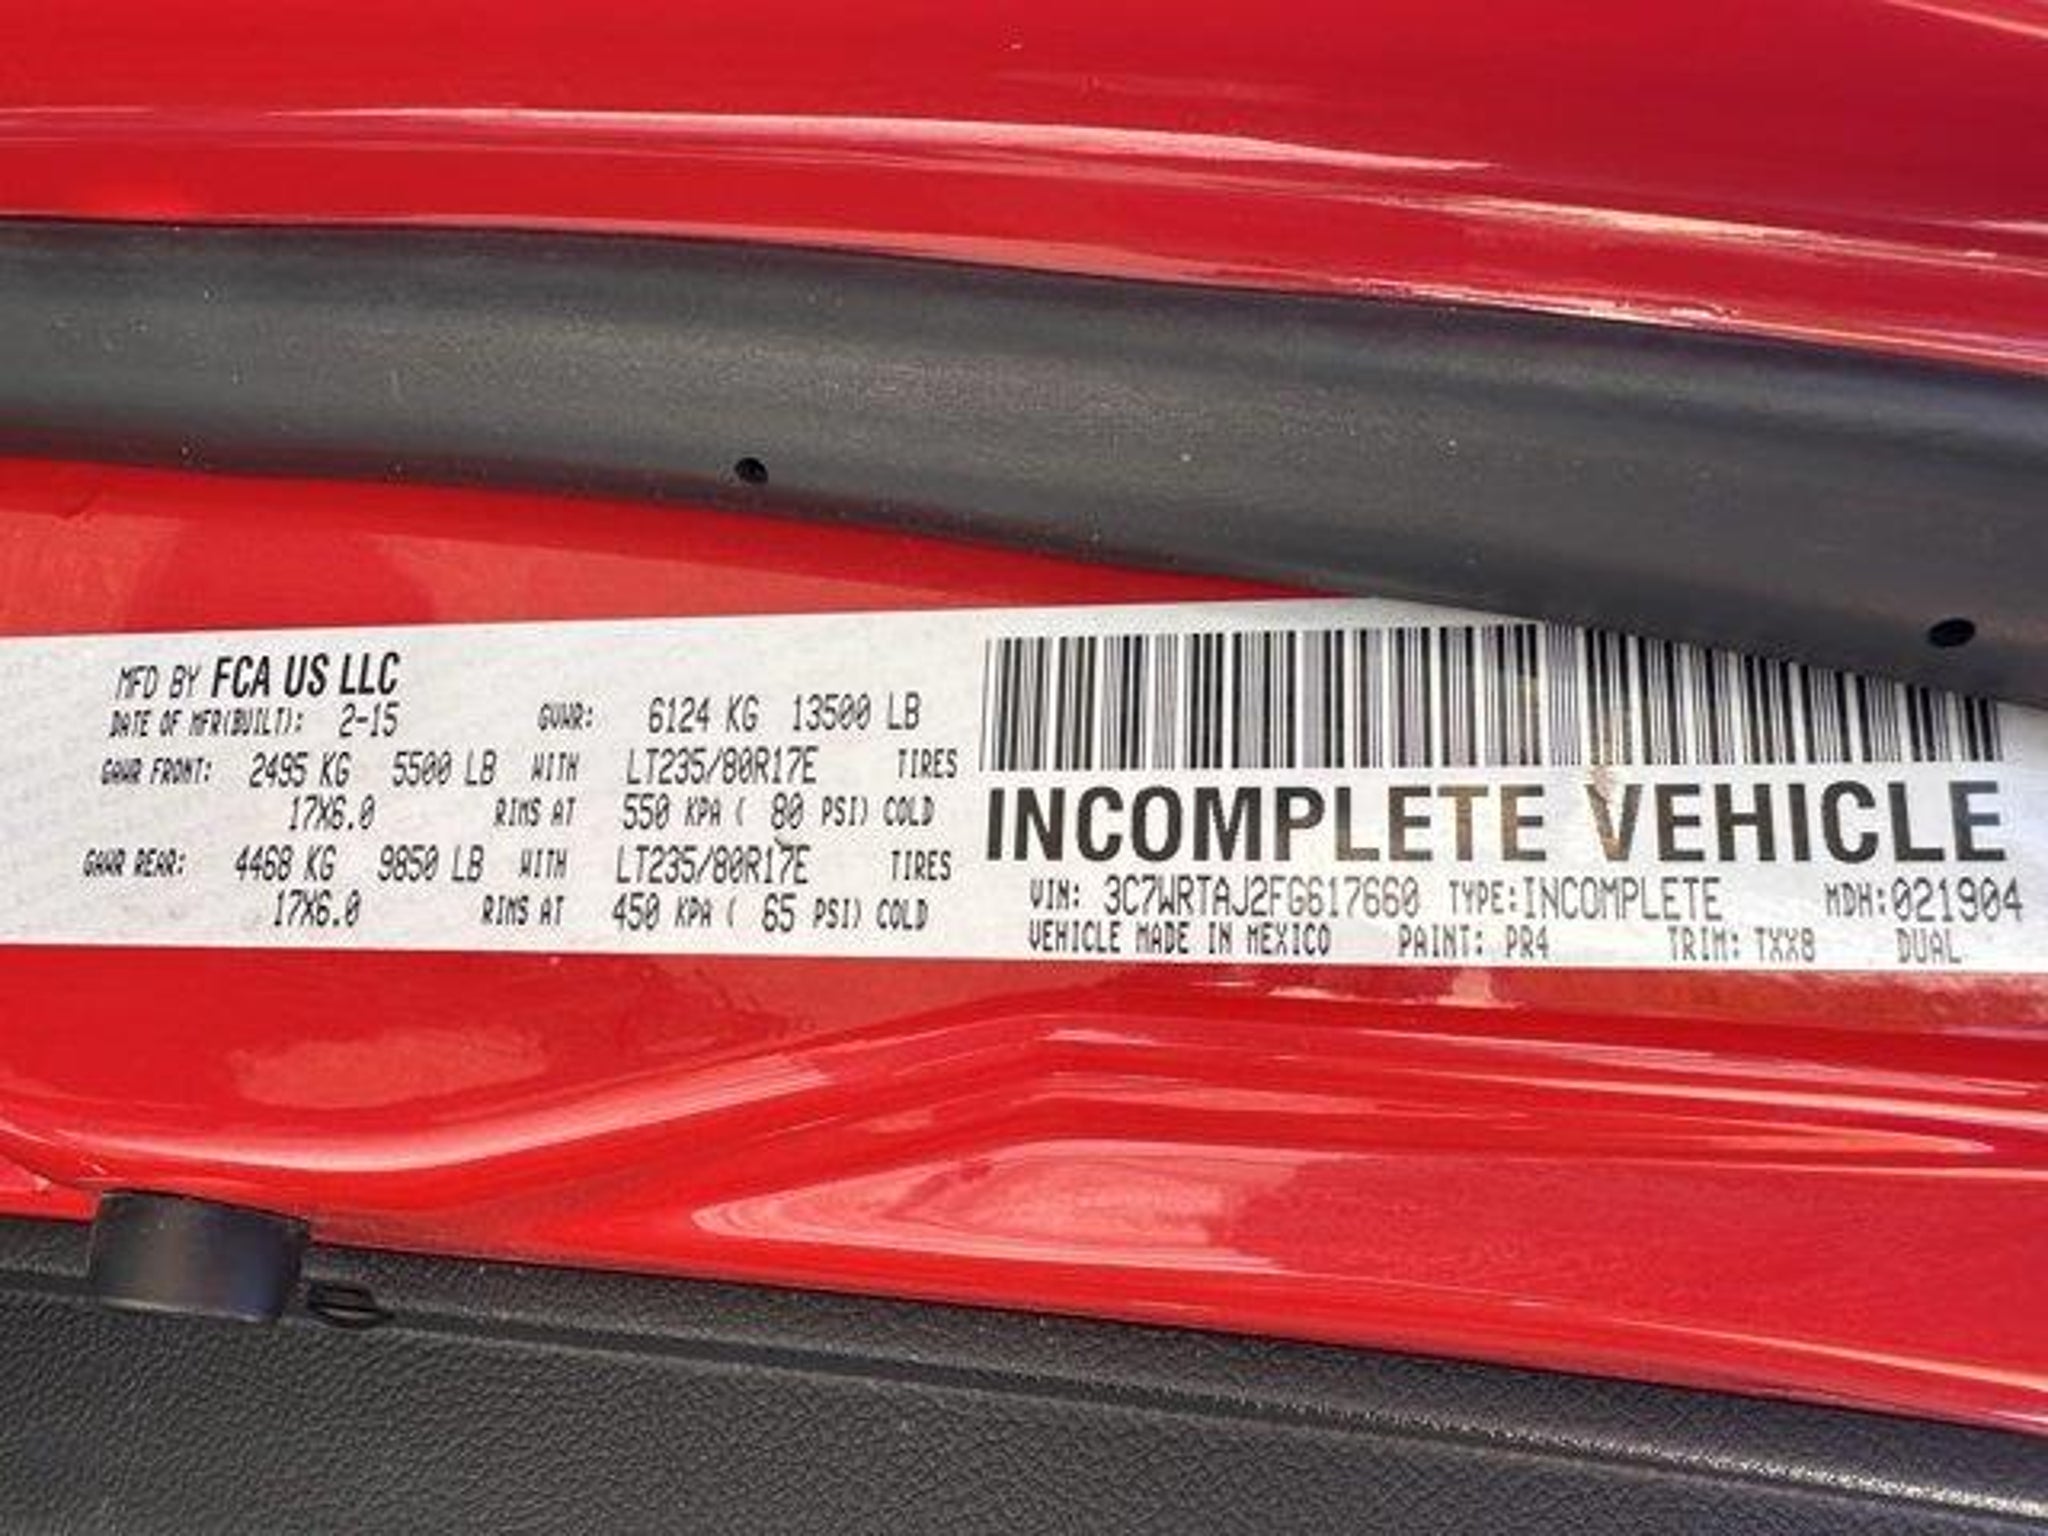 MFD BY FCA US LLC
DATE OF MFR(BUILT): 2-15 GVWR: 6124 KG 13500 LB
GAWR FRONT: 2495 KG 5500 LB WITH LT235/80R17E TIRES
17X6.0 RIMS AT 550 KPA ( 80 PSI) COLD
GAWR REAR: 4468 KG 9850 LB WITH LT235/80R17E TIRES
17X6.0 RIMS AT 450 KPA ( 65 PSI) COLD
INCOMPLETE VEHICLE
VIN: 3C7WRTAJ2FG617660 TYPE: INCOMPLETE MDH: 021904
VEHICLE MADE IN MEXICO PAINT: PR4 TRIM: TXX8 DUAL